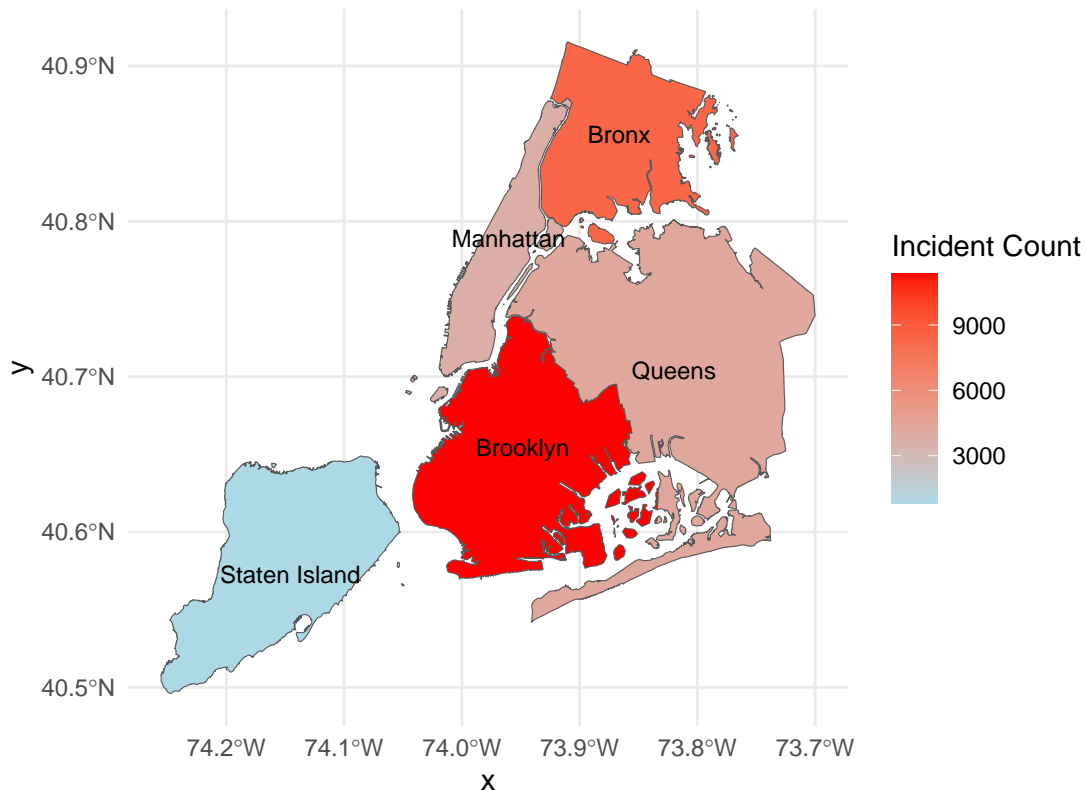 40.9°N
40.8°N
40.7°N
40.6°N
40.5°N
y
Bronx
Manhattan
Queens
Brooklyn
Staten Island
74.2°W 74.1°W 74.0°W 73.9°W 73.8°W 73.7°W
x
Incident Count
9000
6000
3000